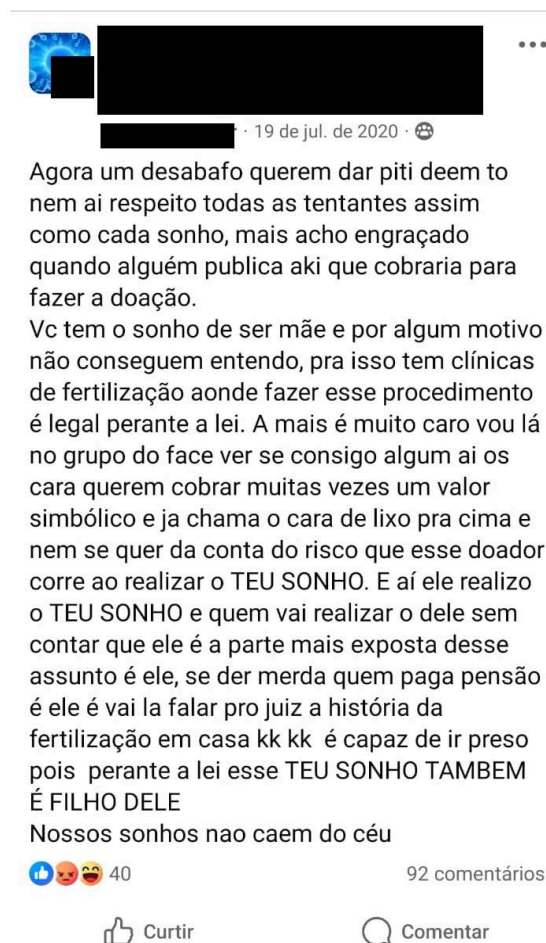 · 19 de jul. de 2020 ·
Agora um desabafo querem dar piti deem to
nem ai respeito todas as tentantes assim
como cada sonho, mais acho engraçado
quando alguém publica aki que cobraria para
fazer a doação.
Vc tem o sonho de ser mãe e por algum motivo
não conseguem entendo, pra isso tem clínicas
de fertilização aonde fazer esse procedimento
é legal perante a lei. A mais é muito caro vou lá
no grupo do face ver se consigo algum ai os
cara querem cobrar muitas vezes um valor
simbólico e ja chama o cara de lixo pra cima e
nem se quer da conta do risco que esse doador
corre ao realizar o TEU SONHO. E aí ele realizo
o TEU SONHO e quem vai realizar o dele sem
contar que ele é a parte mais exposta desse
assunto é ele, se der merda quem paga pensão
é ele é vai la falar pro juiz a história da
fertilização em casa kk kk é capaz de ir preso
pois perante a lei esse TEU SONHO TAMBEM
É FILHO DELE
Nossos sonhos nao caem do céu
40 92 comentários
Curtir Comentar